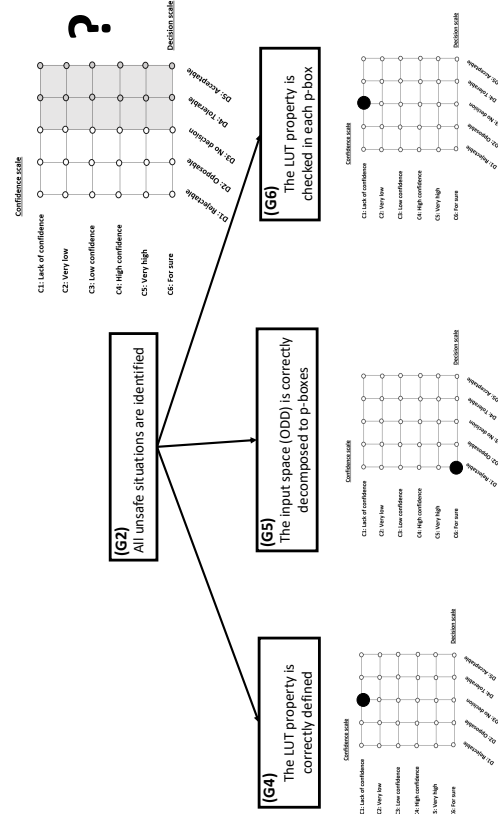 (G2)
All unsafe situations are identified
Confidence scale
C1: Lack of confidence
C2: Very low
C3: Low confidence
C4: High confidence
C5: Very high
C6: For sure
D1: Rejectable
D2: Opposable
D3: No decision
D4: Tolerable
D5: Acceptable
Decision scale
?
(G4)
The LUT property is
correctly defined
(G5)
The input space (ODD) is correctly
decomposed to p-boxes
(G6)
The LUT property is
checked in each p-box
Confidence scale
C1: Lack of confidence
C2: Very low
C3: Low confidence
C4: High confidence
C5: Very high
C6: For sure
D1: Rejectable
D2: Opposable
D3: No decision
D4: Tolerable
D5: Acceptable
Decision scale
Confidence scale
C1: Lack of confidence
C2: Very low
C3: Low confidence
C4: High confidence
C5: Very high
C6: For sure
D1: Rejectable
D2: Opposable
D3: No decision
D4: Tolerable
D5: Acceptable
Decision scale
Confidence scale
C1: Lack of confidence
C2: Very low
C3: Low confidence
C4: High confidence
C5: Very high
C6: For sure
D1: Rejectable
D2: Opposable
D3: No decision
D4: Tolerable
D5: Acceptable
Decision scale